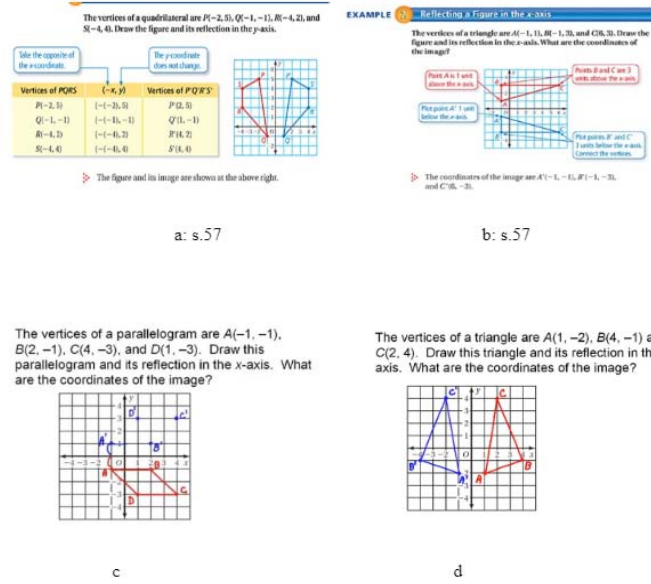 The vertices of a quadrilateral are P(−2, 5), Q(−1, −1), R(−4, 2), and
S(−4, 4). Draw the figure and its reflection in the y-axis.
Take the opposite of
the x-coordinate.
The y-coordinate
does not change.
Vertices of PQRS (−x, y) Vertices of P'Q'R'S'
P(−2, 5) (−(−2), 5) P'(2, 5)
Q(−1, −1) (−(−1), −1) Q'(1, −1)
R(−4, 2) (−(−4), 2) R'(4, 2)
S(−4, 4) (−(−4), 4) S'(4, 4)
The figure and its image are shown at the above right.
a: s.57
EXAMPLE 2 Reflecting a Figure in the x-axis
The vertices of a triangle are A(−1, 1), B(−1, 3), and C(6, 3). Draw the
figure and its reflection in the x-axis. What are the coordinates of
the image?
Point A is 1 unit
above the x-axis.
Points B and C are 3
units above the x-axis.
Plot point A' 1 unit
below the x-axis.
Plot points B' and C'
3 units below the x-axis.
Connect the vertices.
The coordinates of the image are A'(−1, −1), B'(−1, −3),
and C'(6, −3).
b: s.57
The vertices of a parallelogram are A(−1, −1),
B(2, −1), C(4, −3), and D(1, −3). Draw this
parallelogram and its reflection in the x-axis. What
are the coordinates of the image?
y
D'
C'
A'
B'
O
x
A
B
D
C
c
The vertices of a triangle are A(1, −2), B(4, −1) a
C(2, 4). Draw this triangle and its reflection in th
axis. What are the coordinates of the image?
C'
y
C
O
x
B'
B
A'
A
d